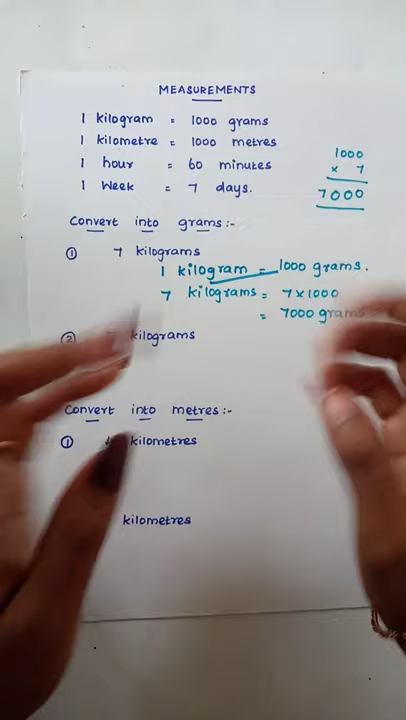 MEASUREMENTS
1 kilogram = 1000 grams
1 kilometre = 1000 metres
1 hour = 60 minutes
1 Week = 7 days.
1000
× 7
7000
Convert into grams:-
① 7 kilograms
1 kilogram = 1000 grams.
7 kilograms = 7×1000
= 7000 grams
② kilograms
Convert into metres:-
① kilometres
kilometres